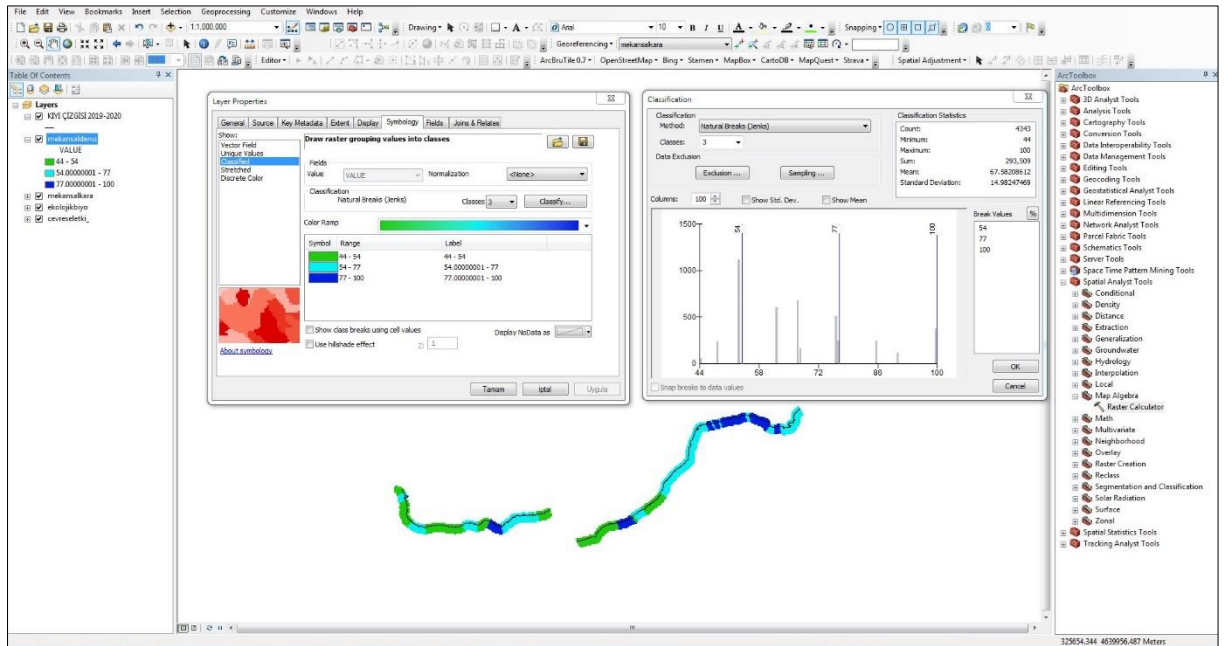 File Edit View Bookmarks Insert Selection Geoprocessing Customize Windows Help
1:1.000.000
Drawing
A
Arial
10
B I U A
Snapping
Georeferencing
mekansalkara
Editor
ArcBruTile 0.7
OpenStreetMap
Bing
Stamen
MapBox
CartoDB
MapQuest
Strava
Spatial Adjustment
Table Of Contents
Layers
KIYI ÇİZGİSİ 2019-2020
mekansaldeniz
VALUE
44 - 54
54.00000001 - 77
77.00000001 - 100
mekansalkara
ekolojikbiyo
cevreseletki_
Layer Properties
General Source Key Metadata Extent Display Symbology Fields Joins & Relates
Show:
Vector Field
Unique Values
Classified
Stretched
Discrete Color
About symbology
Draw raster grouping values into classes
Fields
Value VALUE Normalization <None>
Classification
Natural Breaks (Jenks) Classes 3 Classify...
Color Ramp
Symbol Range Label
44 - 54 44 - 54
54 - 77 54.00000001 - 77
77 - 100 77.00000001 - 100
Show class breaks using cell values Display NoData as
Use hillshade effect Z: 1
Tamam İptal Uygula
Classification
Classification
Method: Natural Breaks (Jenks)
Classes: 3
Data Exclusion
Exclusion ... Sampling ...
Classification Statistics
Count: 4343
Minimum: 44
Maximum: 100
Sum: 293,509
Mean: 67.58208612
Standard Deviation: 14.98247469
Columns: 100 Show Std. Dev. Show Mean
Break Values %
54
77
100
1500
1000
500
0
54 77 100
44 58 72 86 100
Snap breaks to data values
OK
Cancel
ArcToolbox
ArcToolbox
3D Analyst Tools
Analysis Tools
Cartography Tools
Conversion Tools
Data Interoperability Tools
Data Management Tools
Editing Tools
Geocoding Tools
Geostatistical Analyst Tools
Linear Referencing Tools
Multidimension Tools
Network Analyst Tools
Parcel Fabric Tools
Schematics Tools
Server Tools
Space Time Pattern Mining Tools
Spatial Analyst Tools
Conditional
Density
Distance
Extraction
Generalization
Groundwater
Hydrology
Interpolation
Local
Map Algebra
Raster Calculator
Math
Multivariate
Neighborhood
Overlay
Raster Creation
Reclass
Segmentation and Classification
Solar Radiation
Surface
Zonal
Spatial Statistics Tools
Tracking Analyst Tools
325654.344 4639956.487 Meters